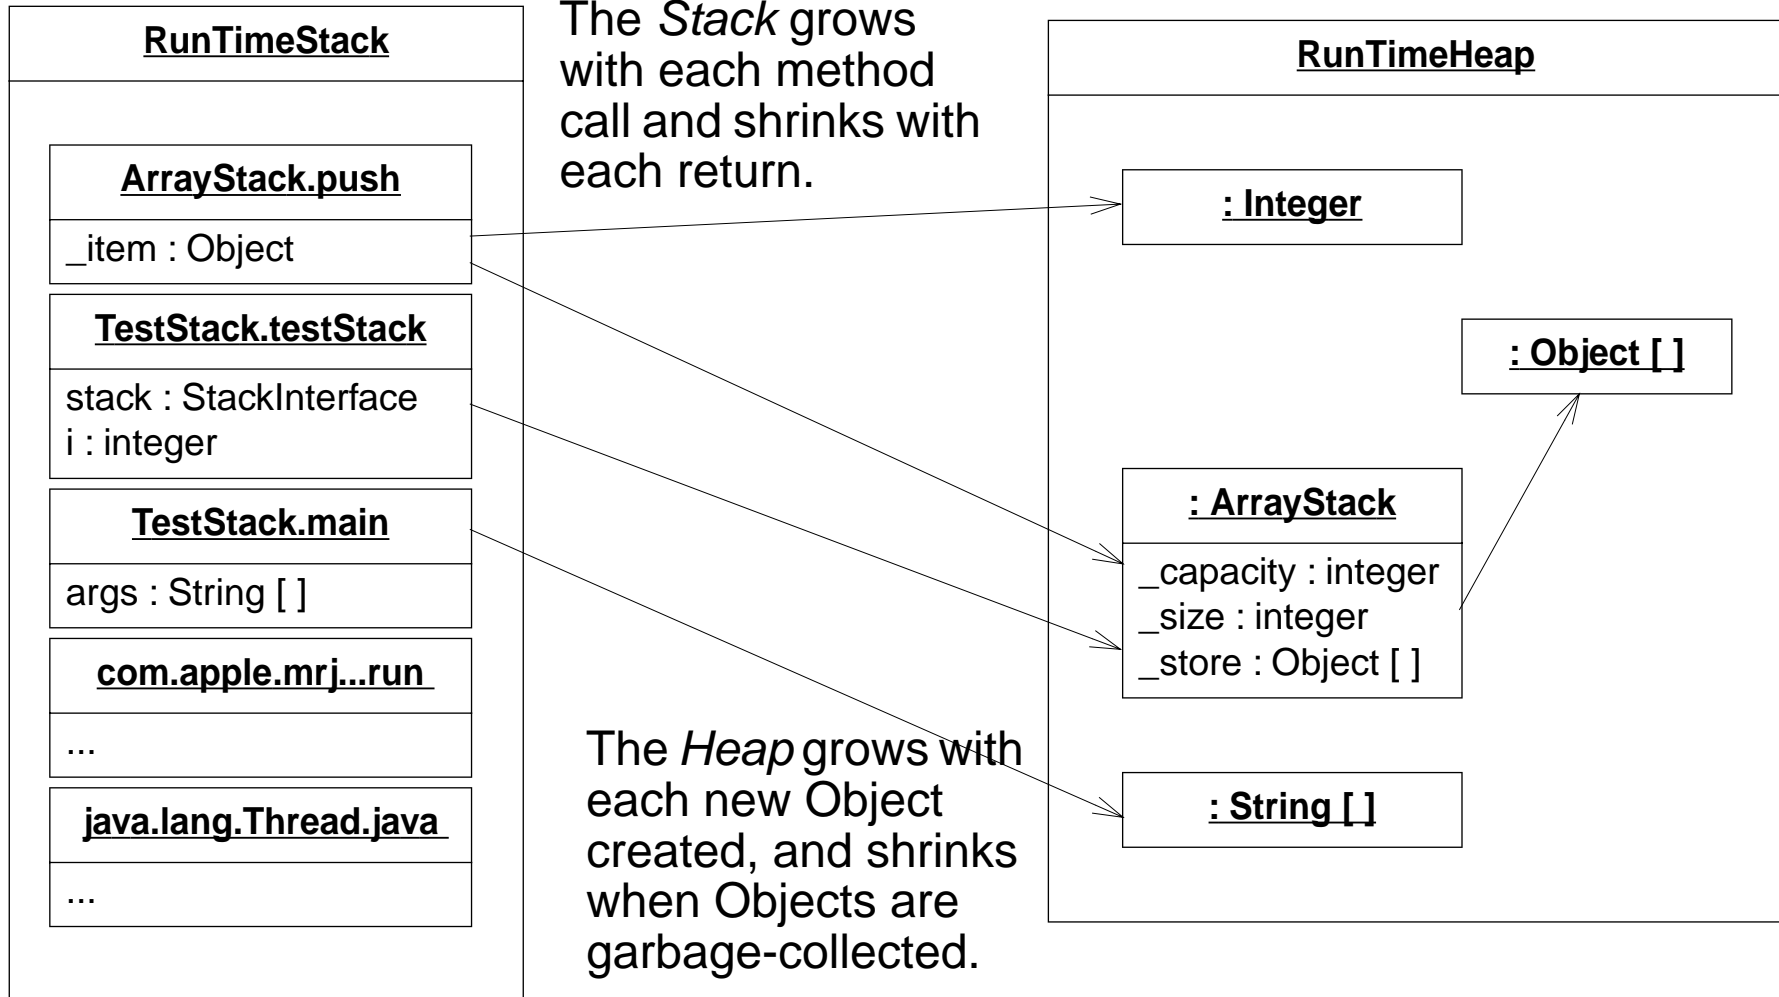 RunTimeStack
ArrayStack.push
_item : Object
TestStack.testStack
stack : StackInterface
i : integer
TestStack.main
args : String [ ]
com.apple.mrj...run
...
java.lang.Thread.java
...
The Stack grows
with each method
call and shrinks with
each return.
The Heap grows with
each new Object
created, and shrinks
when Objects are
garbage-collected.
RunTimeHeap
: Integer
: Object [ ]
: ArrayStack
_capacity : integer
_size : integer
_store : Object [ ]
: String [ ]